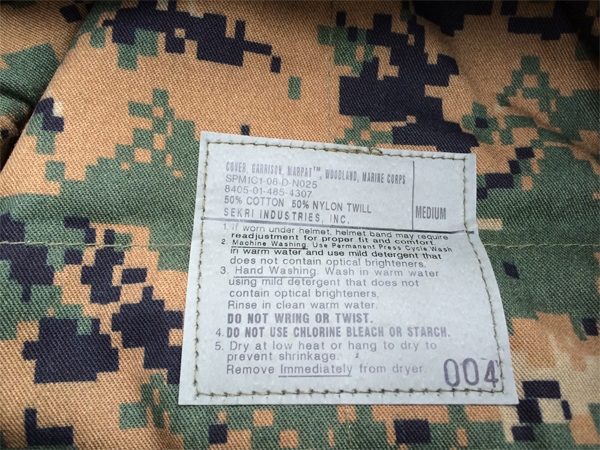 COVER, GARRISON, MARPAT™, WOODLAND, MARINE CORPS
SPM1C1-06-D-N025
8405-01-485-4307
50% COTTON 50% NYLON TWILL
SEKRI INDUSTRIES, INC.
MEDIUM
1. If worn under helmet, helmet band may require
readjustment for proper fit and comfort.
2. Machine Washing. Use Permanent Press Cycle. Wash
in warm water and use mild detergent that
does not contain optical brighteners.
3. Hand Washing. Wash in warm water
using mild detergent that does not
contain optical brighteners.
Rinse in clean warm water.
DO NOT WRING OR TWIST.
4. DO NOT USE CHLORINE BLEACH OR STARCH.
5. Dry at low heat or hang to dry to
prevent shrinkage.
Remove Immediately from dryer.
004